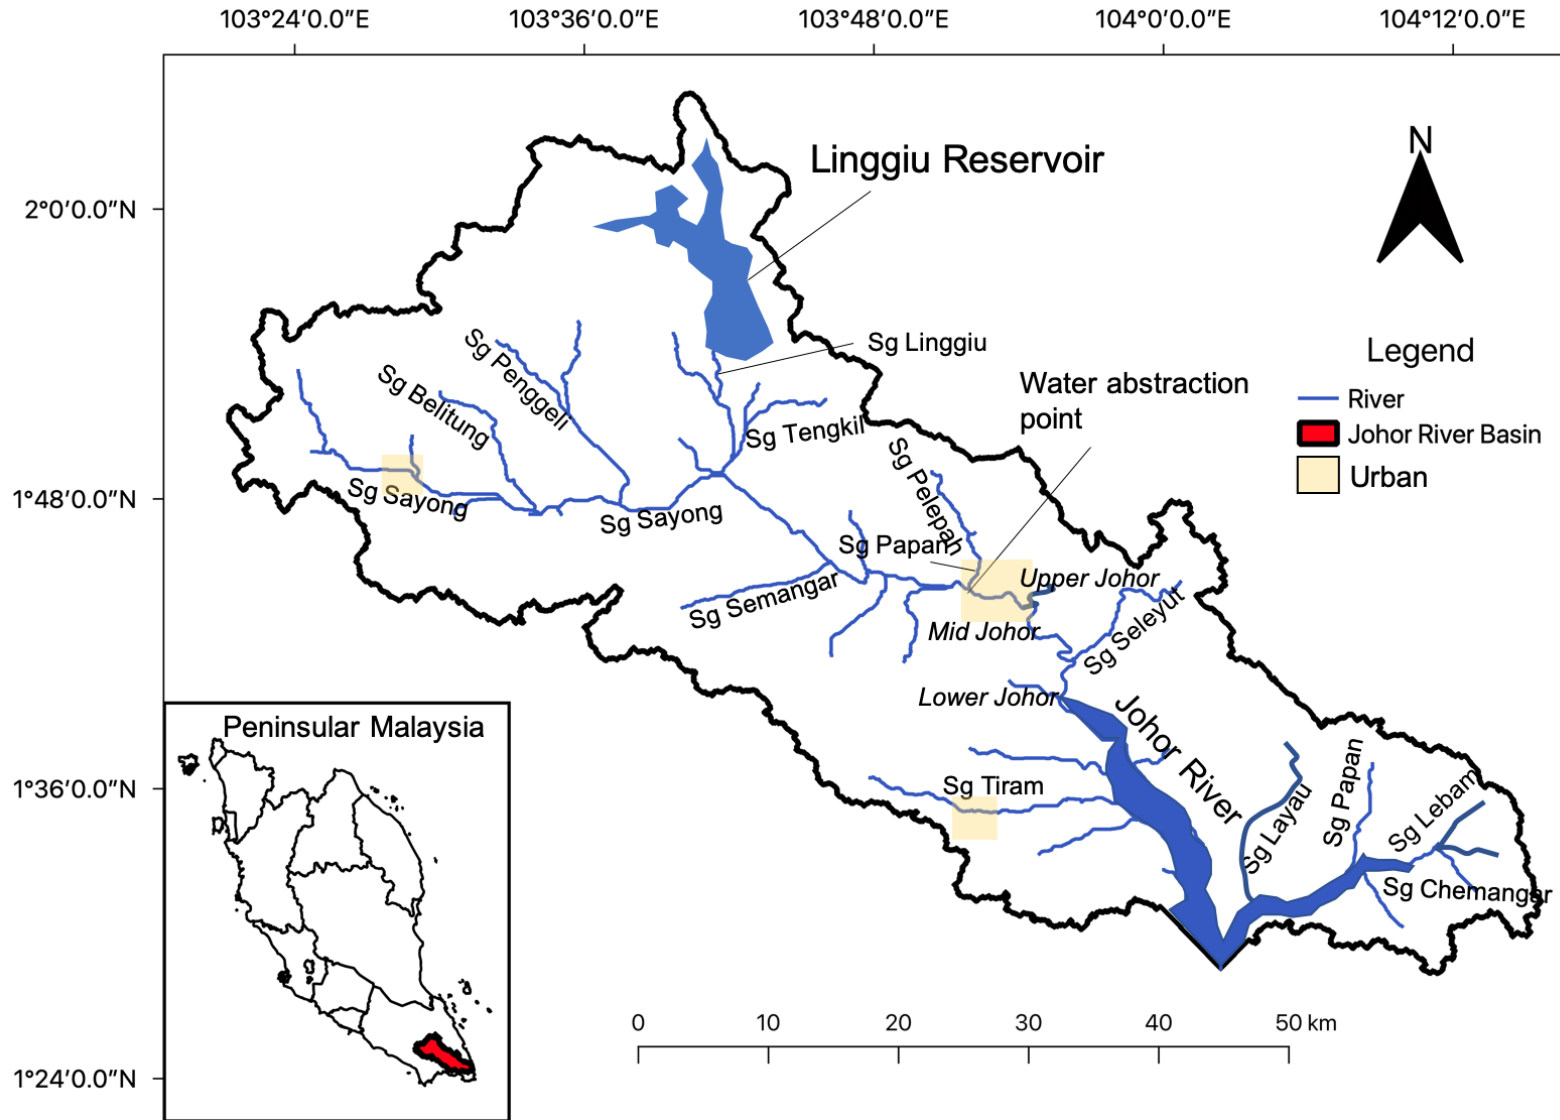 103°24′0.0″E
103°36′0.0″E
103°48′0.0″E
104°0′0.0″E
104°12′0.0″E
2°0′0.0″N
1°48′0.0″N
1°36′0.0″N
1°24′0.0″N
N
Linggiu Reservoir
Sg Linggiu
Water abstraction
point
Legend
River
Johor River Basin
Urban
Sg Penggeli
Sg Belitung
Sg Tengkil
Sg Pelepah
Sg Sayong
Sg Sayong
Sg Papan
Upper Johor
Sg Semangar
Mid Johor
Sg Seleyut
Lower Johor
Johor River
Sg Tiram
Sg Layau
Sg Papan
Sg Lebam
Sg Chemangar
Peninsular Malaysia
0 10 20 30 40 50 km